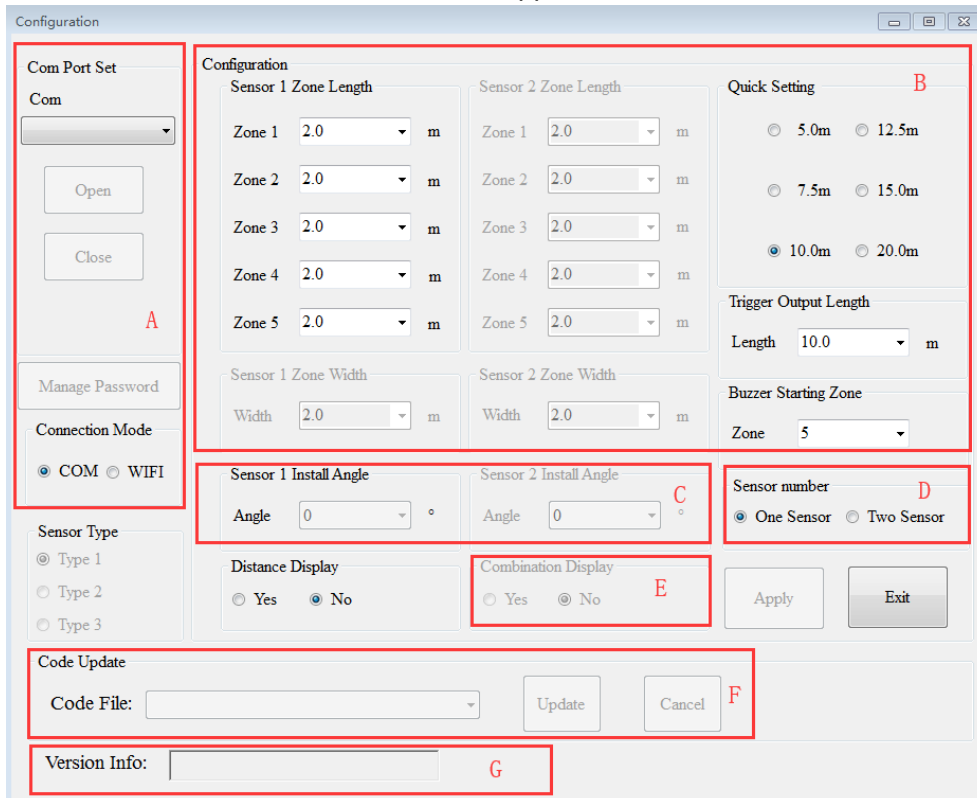 Configuration
Com Port Set
Com
Open
Close
A
Manage Password
Connection Mode
COM WIFI
Sensor Type
Type 1
Type 2
Type 3
Configuration
Sensor 1 Zone Length
Zone 1 2.0 m
Zone 2 2.0 m
Zone 3 2.0 m
Zone 4 2.0 m
Zone 5 2.0 m
Sensor 2 Zone Length
Zone 1 2.0 m
Zone 2 2.0 m
Zone 3 2.0 m
Zone 4 2.0 m
Zone 5 2.0 m
Quick Setting
B
5.0m 12.5m
7.5m 15.0m
10.0m 20.0m
Trigger Output Length
Length 10.0 m
Buzzer Starting Zone
Zone 5
Sensor 1 Zone Width
Width 2.0 m
Sensor 2 Zone Width
Width 2.0 m
Sensor 1 Install Angle
Angle 0 °
Sensor 2 Install Angle
Angle 0 °
C
Sensor number
D
One Sensor Two Sensor
Distance Display
Yes No
Combination Display
Yes No
E
Apply Exit
Code Update
Code File: Update Cancel
F
Version Info:
G